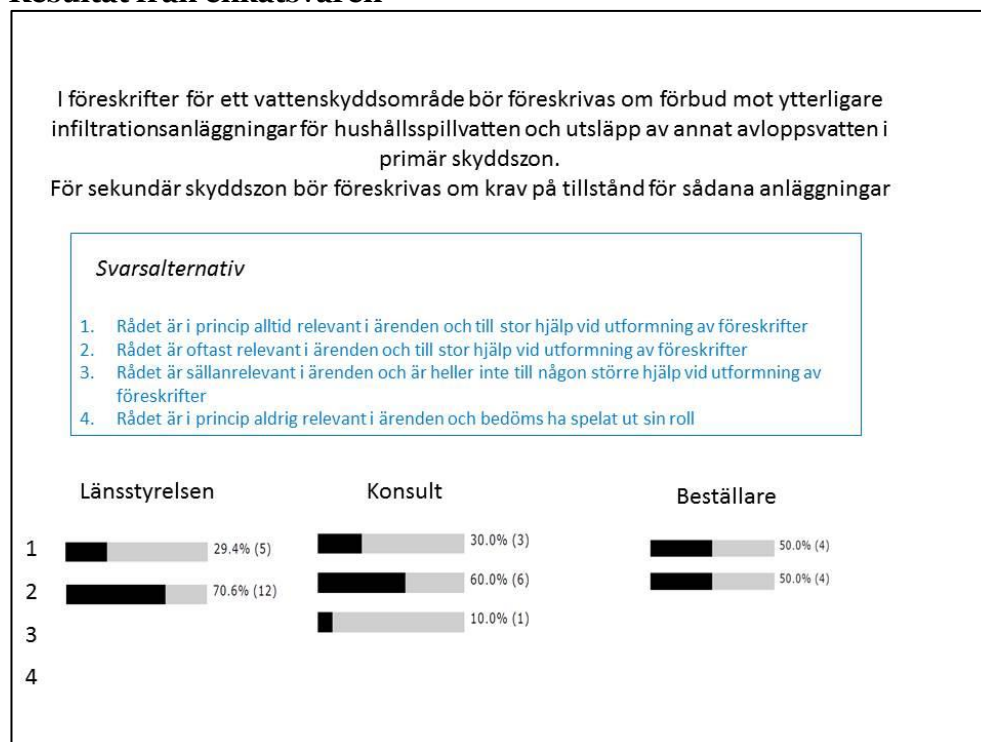 Resultat från enkätsvaren
I föreskrifter för ett vattenskyddsområde bör föreskrivas om förbud mot ytterligare
infiltrationsanläggningar för hushållsspillvatten och utsläpp av annat avloppsvatten i
primär skyddszon.
För sekundär skyddszon bör föreskrivas om krav på tillstånd för sådana anläggningar
Svarsalternativ
1. Rådet är i princip alltid relevant i ärenden och till stor hjälp vid utformning av föreskrifter
2. Rådet är oftast relevant i ärenden och till stor hjälp vid utformning av föreskrifter
3. Rådet är sällanrelevant i ärenden och är heller inte till någon större hjälp vid utformning av
föreskrifter
4. Rådet är i princip aldrig relevant i ärenden och bedöms ha spelat ut sin roll
Länsstyrelsen Konsult Beställare
1 29.4% (5) 30.0% (3) 50.0% (4)
2 70.6% (12) 60.0% (6) 50.0% (4)
3 10.0% (1)
4